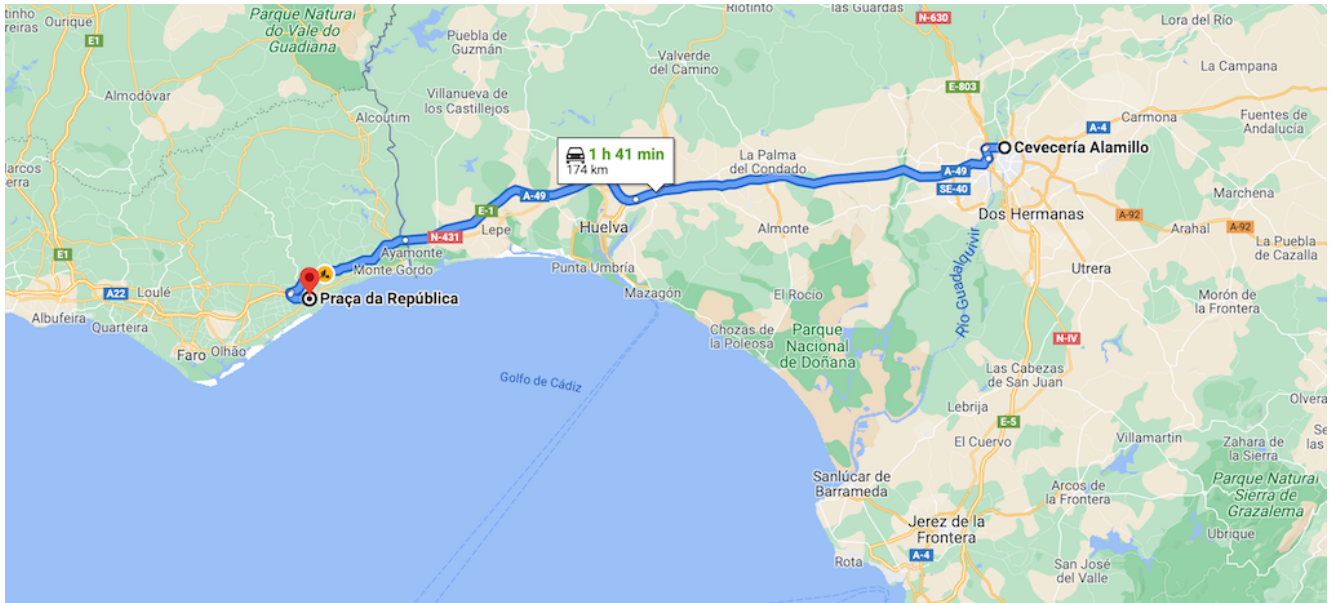 Parque Natural
do Vale do
Guadiana
Riotinto
las Guardas
N-630
Lora del Río
Ourique
E1
Puebla de
Guzmán
Valverde
del Camino
La Campana
Almodôvar
Villanueva de
los Castillejos
E-803
Alcoutim
Carmona
Fuentes de
Andalucía
A-4
1 h 41 min
174 km
La Palma
del Condado
Cevecería Alamillo
A-49
SE-40
A-49
Marchena
E-1
Lepe
Huelva
Almonte
Dos Hermanas
A-92
Arahal
A-92
N-431
Ayamonte
Monte Gordo
Punta Umbría
Río Guadalquivir
La Puebla
de Cazalla
E1
A22
Loulé
Praça da República
Mazagón
El Rocío
Utrera
Morón de
la Frontera
Albufeira
Quarteira
Faro
Olhão
Chozas de
la Poleosa
Parque
Nacional
de Doñana
N-IV
Golfo de Cádiz
Las Cabezas
de San Juan
Lebrija
E-5
El Cuervo
Villamartin
Zahara de
la Sierra
Olvera
Sanlúcar de
Barrameda
Arcos de
la Frontera
Parque Natural
Sierra de
Grazalema
Jerez de la
Frontera
Ubrique
A-4
Rota
San José
del Valle